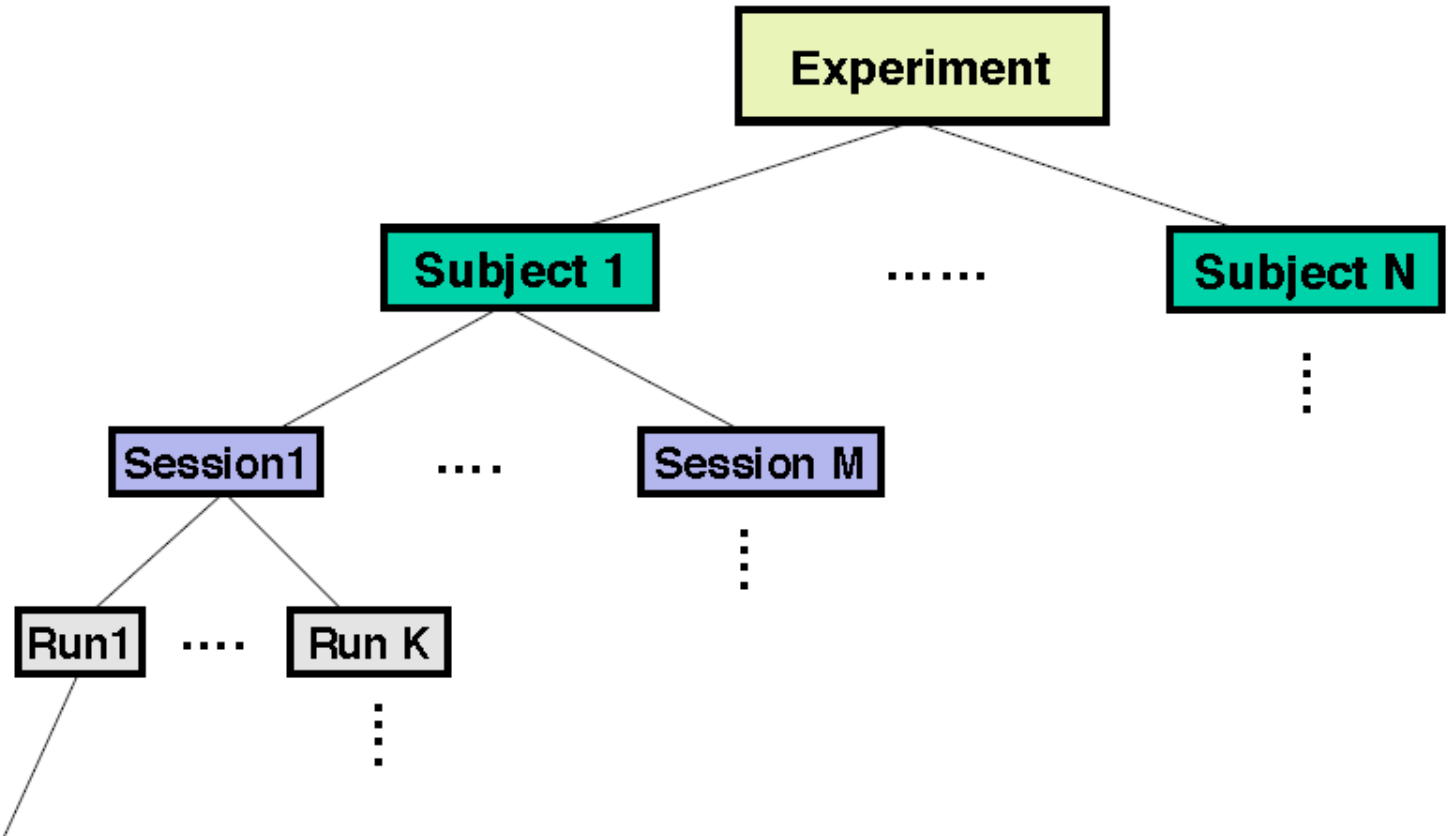 Experiment
Subject 1
......
Subject N
Session1
....
Session M
Run1
....
Run K